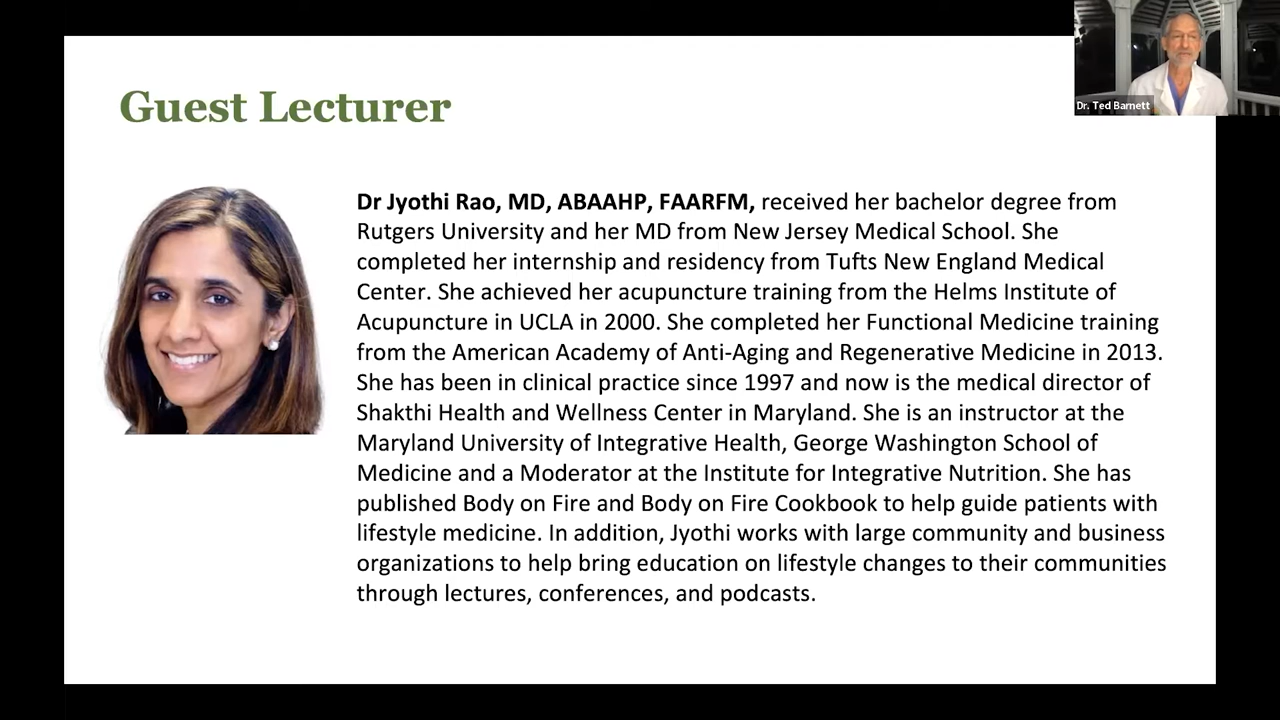 Guest Lecturer
Dr. Ted Barnett
Dr Jyothi Rao, MD, ABAAHP, FAARFM, received her bachelor degree from
Rutgers University and her MD from New Jersey Medical School. She
completed her internship and residency from Tufts New England Medical
Center. She achieved her acupuncture training from the Helms Institute of
Acupuncture in UCLA in 2000. She completed her Functional Medicine training
from the American Academy of Anti-Aging and Regenerative Medicine in 2013.
She has been in clinical practice since 1997 and now is the medical director of
Shakthi Health and Wellness Center in Maryland. She is an instructor at the
Maryland University of Integrative Health, George Washington School of
Medicine and a Moderator at the Institute for Integrative Nutrition. She has
published Body on Fire and Body on Fire Cookbook to help guide patients with
lifestyle medicine. In addition, Jyothi works with large community and business
organizations to help bring education on lifestyle changes to their communities
through lectures, conferences, and podcasts.